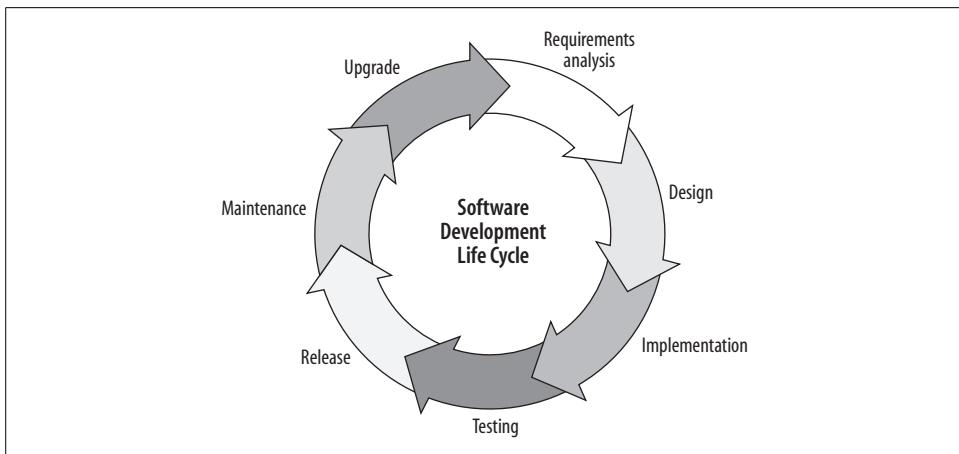 Requirements
analysis
Upgrade
Design
Maintenance
Software
Development
Life Cycle
Implementation
Release
Testing